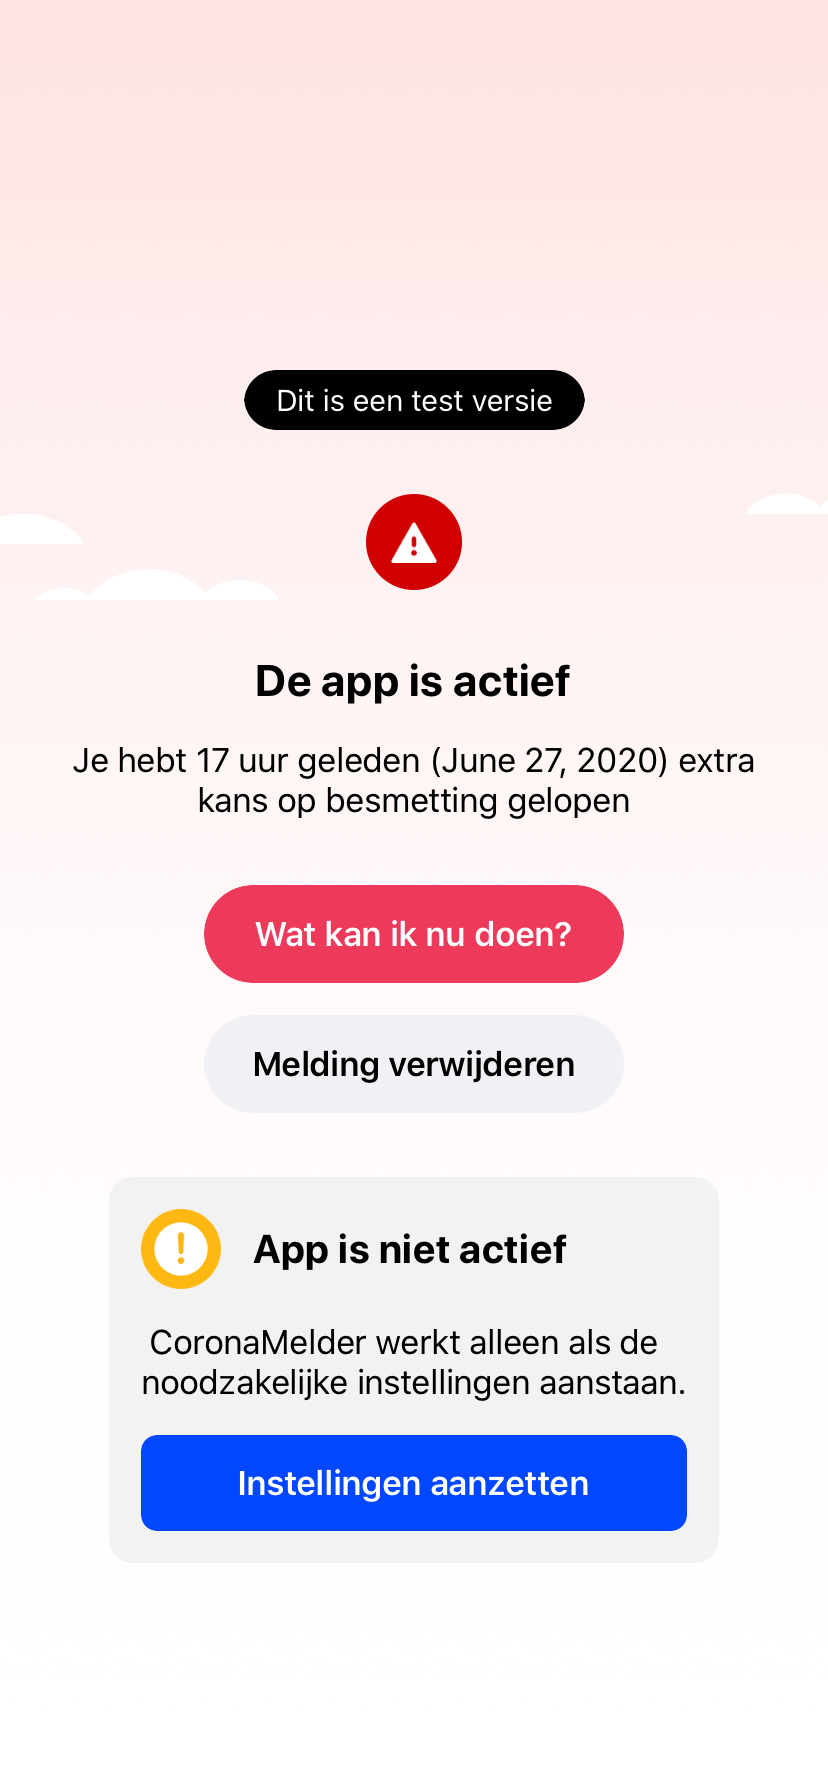 Dit is een test versie
De app is actief
Je hebt 17 uur geleden (June 27, 2020) extra
kans op besmetting gelopen
Wat kan ik nu doen?
Melding verwijderen
App is niet actief
CoronaMelder werkt alleen als de
noodzakelijke instellingen aanstaan.
Instellingen aanzetten